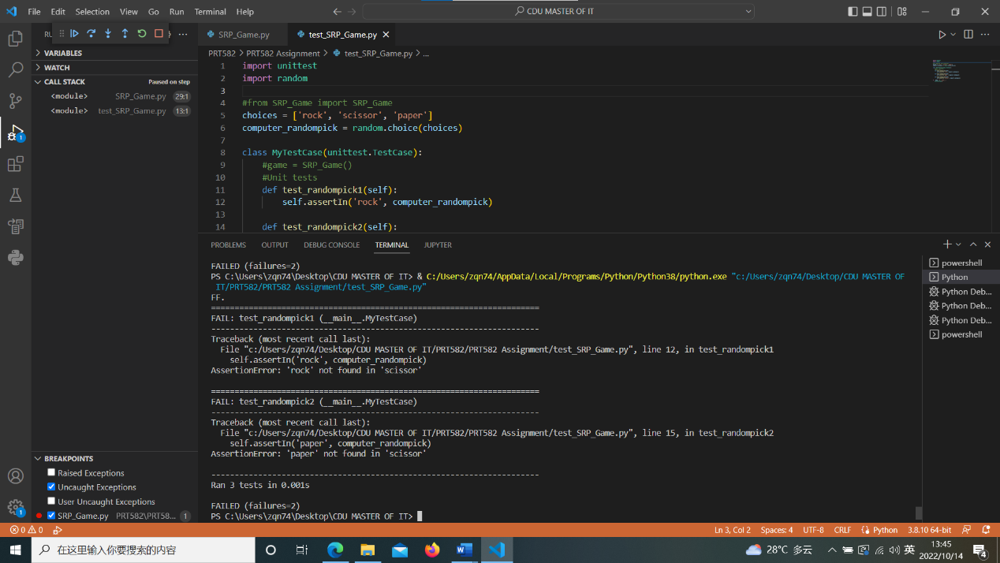 File Edit Selection View Go Run Terminal Help
CDU MASTER OF IT
RU
SRP_Game.py
test_SRP_Game.py
VARIABLES
WATCH
CALL STACK Paused on step
<module> SRP_Game.py 29:1
<module> test_SRP_Game.py 13:1
PRT582 > PRT582 Assignment > test_SRP_Game.py > ...
1 import unittest
2 import random
3
4 #from SRP_Game import SRP_Game
5 choices = ['rock', 'scissor', 'paper']
6 computer_randompick = random.choice(choices)
7
8 class MyTestCase(unittest.TestCase):
9 #game = SRP_Game()
10 #Unit tests
11 def test_randompick1(self):
12 self.assertIn('rock', computer_randompick)
13
14 def test_randompick2(self):
PROBLEMS OUTPUT DEBUG CONSOLE TERMINAL JUPYTER
FAILED (failures=2)
PS C:\Users\zqn74\Desktop\CDU MASTER OF IT> & C:/Users/zqn74/AppData/Local/Programs/Python/Python38/python.exe "c:/Users/zqn74/Desktop/CDU MASTER OF
IT/PRT582/PRT582 Assignment/test_SRP_Game.py"
FF.
======================================================================
FAIL: test_randompick1 (__main__.MyTestCase)
----------------------------------------------------------------------
Traceback (most recent call last):
File "c:/Users/zqn74/Desktop/CDU MASTER OF IT/PRT582/PRT582 Assignment/test_SRP_Game.py", line 12, in test_randompick1
self.assertIn('rock', computer_randompick)
AssertionError: 'rock' not found in 'scissor'
======================================================================
FAIL: test_randompick2 (__main__.MyTestCase)
----------------------------------------------------------------------
Traceback (most recent call last):
File "c:/Users/zqn74/Desktop/CDU MASTER OF IT/PRT582/PRT582 Assignment/test_SRP_Game.py", line 15, in test_randompick2
self.assertIn('paper', computer_randompick)
AssertionError: 'paper' not found in 'scissor'
----------------------------------------------------------------------
Ran 3 tests in 0.001s
FAILED (failures=2)
PS C:\Users\zqn74\Desktop\CDU MASTER OF IT>
powershell
Python
Python Deb...
Python Deb...
Python Deb...
powershell
BREAKPOINTS
Raised Exceptions
Uncaught Exceptions
User Uncaught Exceptions
SRP_Game.py PRT582\PRT58... 1
1
1
0 0
Ln 3, Col 2 Spaces: 4 UTF-8 CRLF Python 3.8.10 64-bit
在这里输入你要搜索的内容
28°C 多云
英
13:45
2022/10/14
4